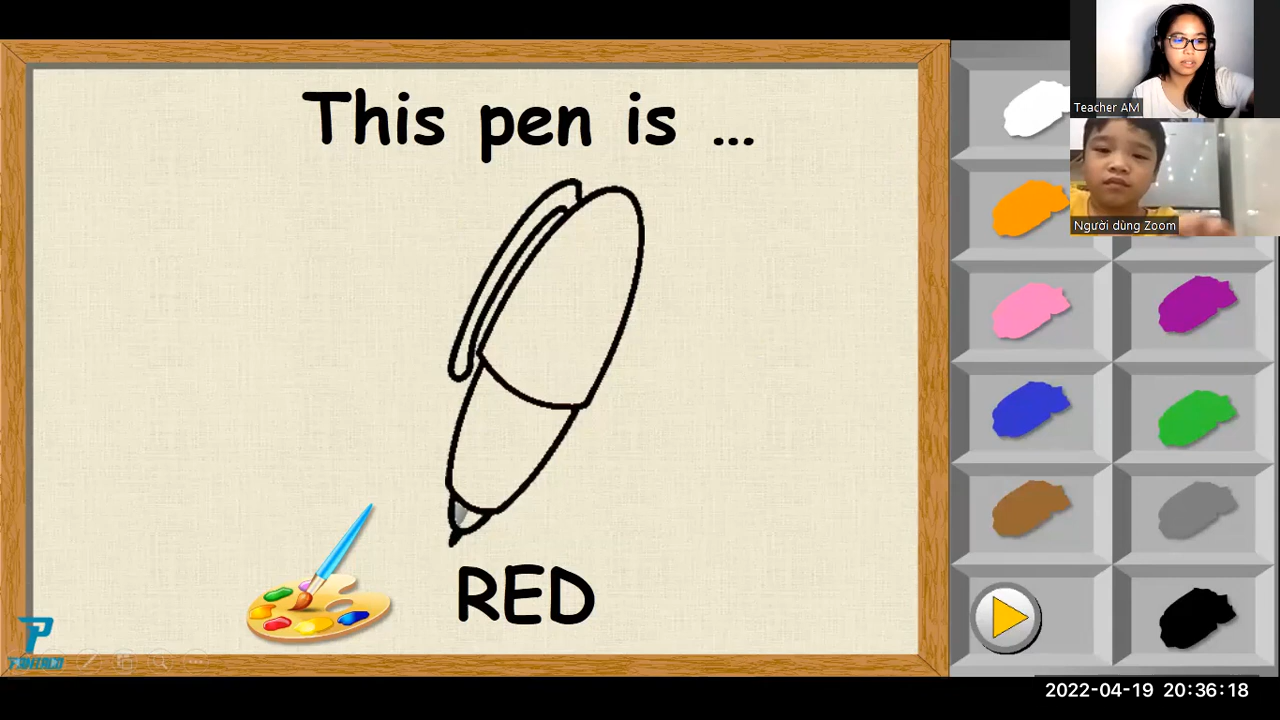 This pen is ...
RED
Teacher AM
Người dùng Zoom
2022-04-19 20:36:18